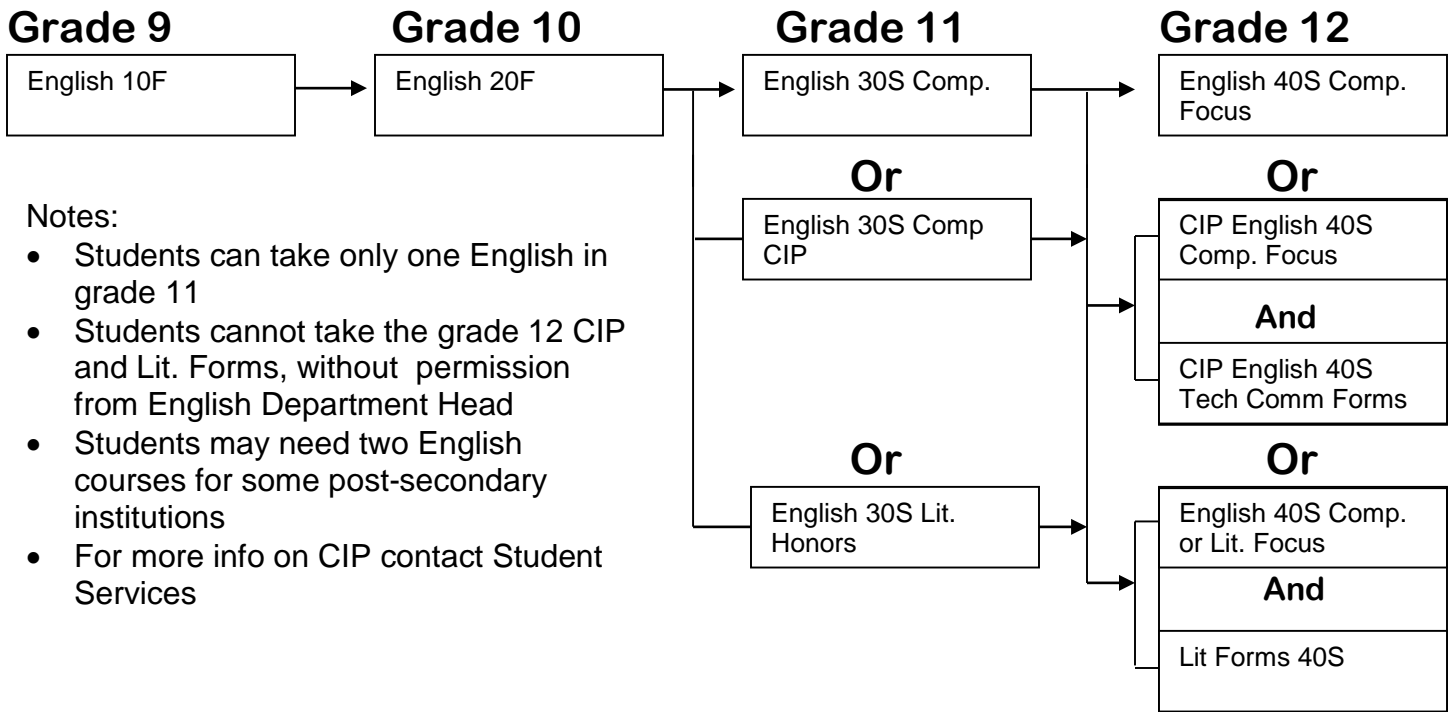 Grade 9
Grade 10
Grade 11
Grade 12
English 10F
English 20F
English 30S Comp.
English 40S Comp.
Focus
Or
Or
English 30S Comp
CIP
CIP English 40S
Comp. Focus
And
CIP English 40S
Tech Comm Forms
Or
Or
English 30S Lit.
Honors
English 40S Comp.
or Lit. Focus
And
Lit Forms 40S
Notes:
• Students can take only one English in
grade 11
• Students cannot take the grade 12 CIP
and Lit. Forms, without permission
from English Department Head
• Students may need two English
courses for some post-secondary
institutions
• For more info on CIP contact Student
Services